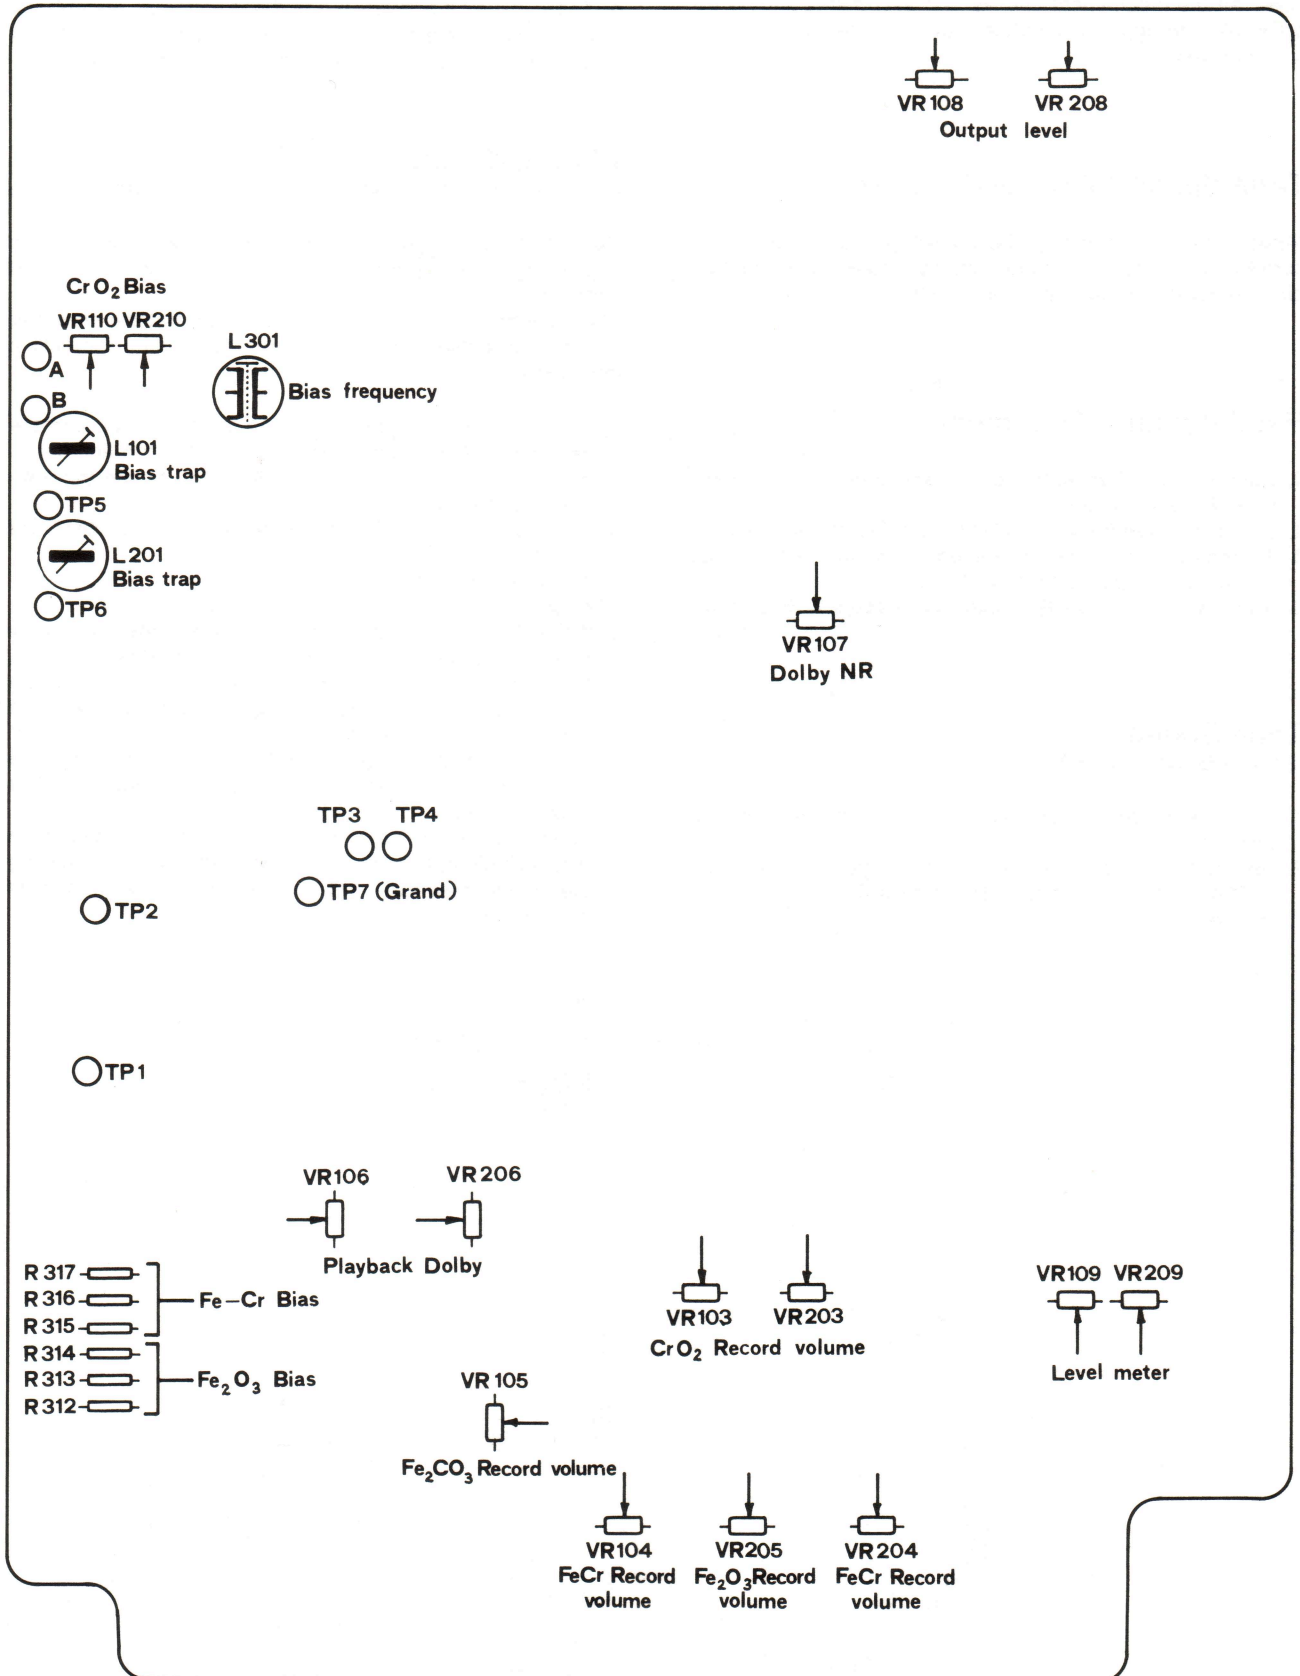 VR108 VR208
Output level
CrO₂ Bias
VR110 VR210
L301
A
Bias frequency
B
L101
Bias trap
TP5
L201
Bias trap
TP6
VR107
Dolby NR
TP3 TP4
TP7 (Grand)
TP2
TP1
VR106 VR206
Playback Dolby
R317
R316
R315
Fe-Cr Bias
R314
R313
R312
Fe₂O₃ Bias
VR103 VR203
CrO₂ Record volume
VR109 VR209
Level meter
VR105
Fe₂CO₃ Record volume
VR104
FeCr Record
volume
VR205
Fe₂O₃ Record
volume
VR204
FeCr Record
volume